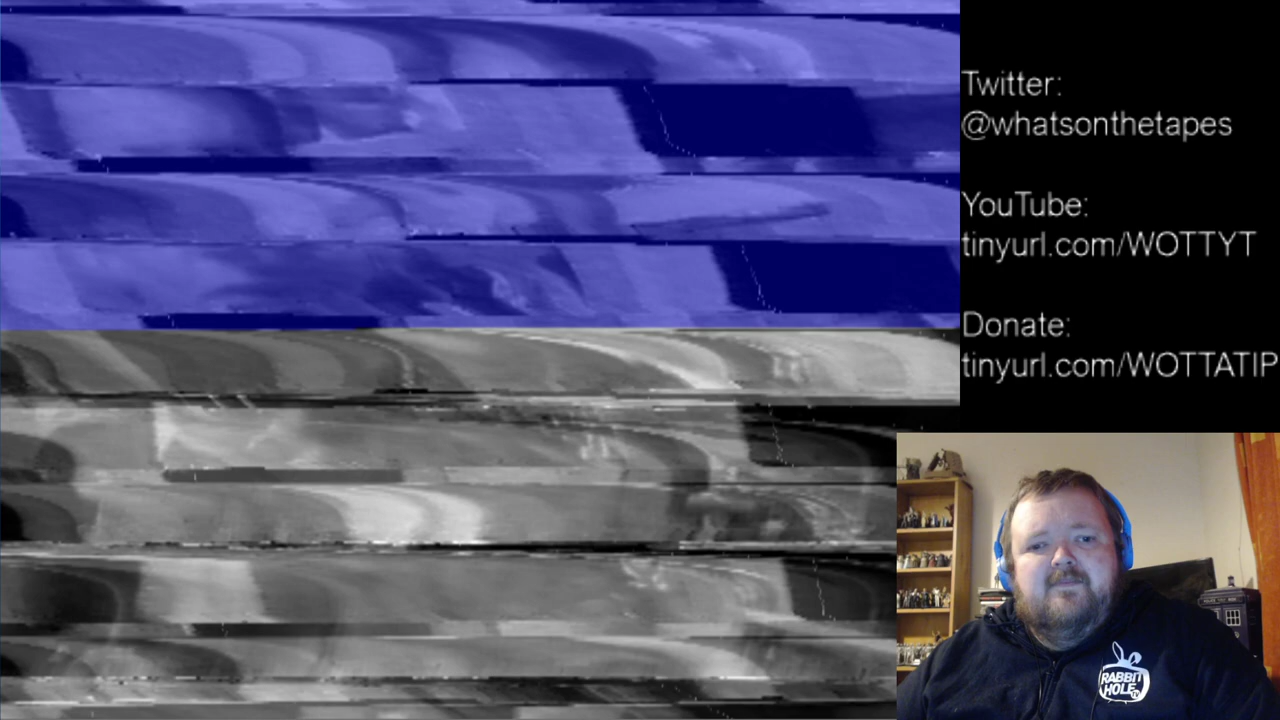 Twitter:
@whatsonthetapes
YouTube:
tinyurl.com/WOTTYT
Donate:
tinyurl.com/WOTTATIP
RABBIT
HOLE